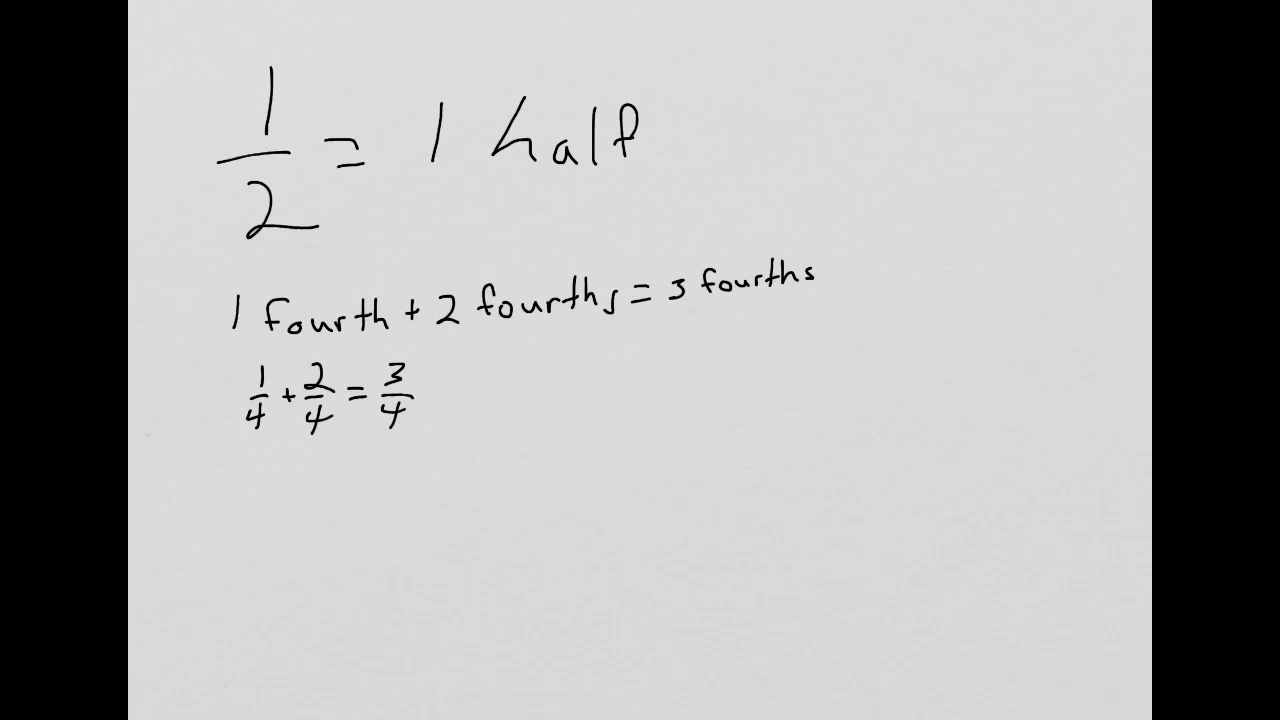 1/2 = 1 half
1 fourth + 2 fourths = 3 fourths
1/4 + 2/4 = 3/4